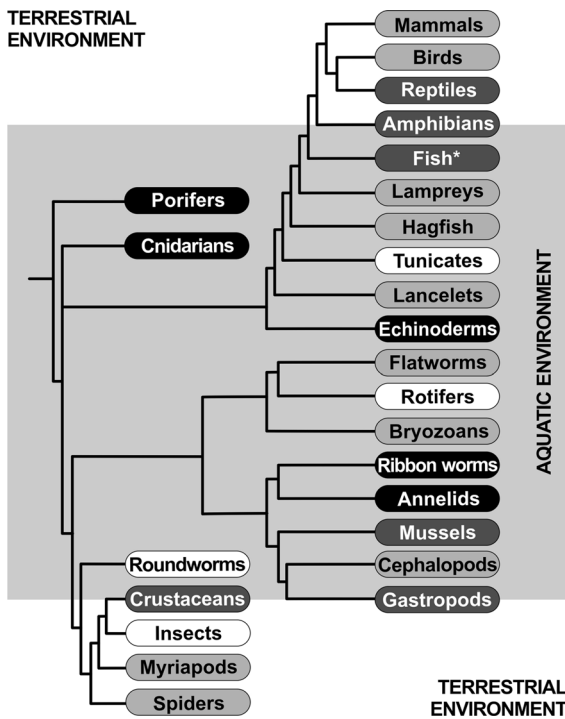 TERRESTRIAL
ENVIRONMENT
Mammals
Birds
Reptiles
Amphibians
Fish*
Lampreys
Hagfish
Tunicates
Lancelets
Echinoderms
Porifers
Cnidarians
Flatworms
Rotifers
Bryozoans
Ribbon worms
Annelids
Mussels
Cephalopods
Gastropods
Roundworms
Crustaceans
Insects
Myriapods
Spiders
AQUATIC ENVIRONMENT
TERRESTRIAL
ENVIRONMENT